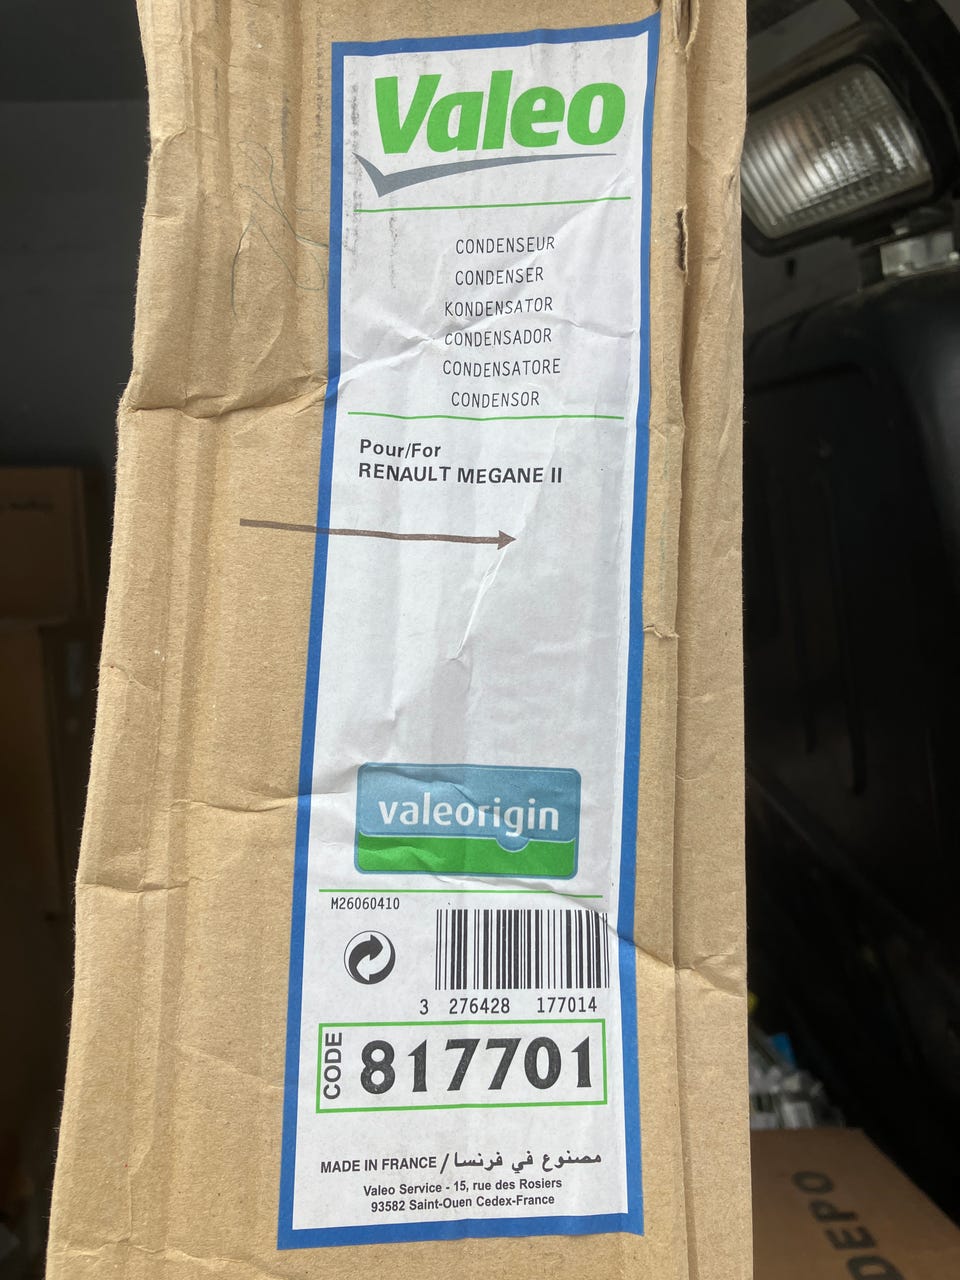 Valeo
CONDENSEUR
CONDENSER
KONDENSATOR
CONDENSADOR
CONDENSATORE
CONDENSOR
Pour/For
RENAULT MEGANE II
valeorigin
M26060410
3 276428 177014
CODE 817701
MADE IN FRANCE / مصنوع في فرنسا
Valeo Service - 15, rue des Rosiers
93582 Saint-Ouen Cedex-France
DEPO